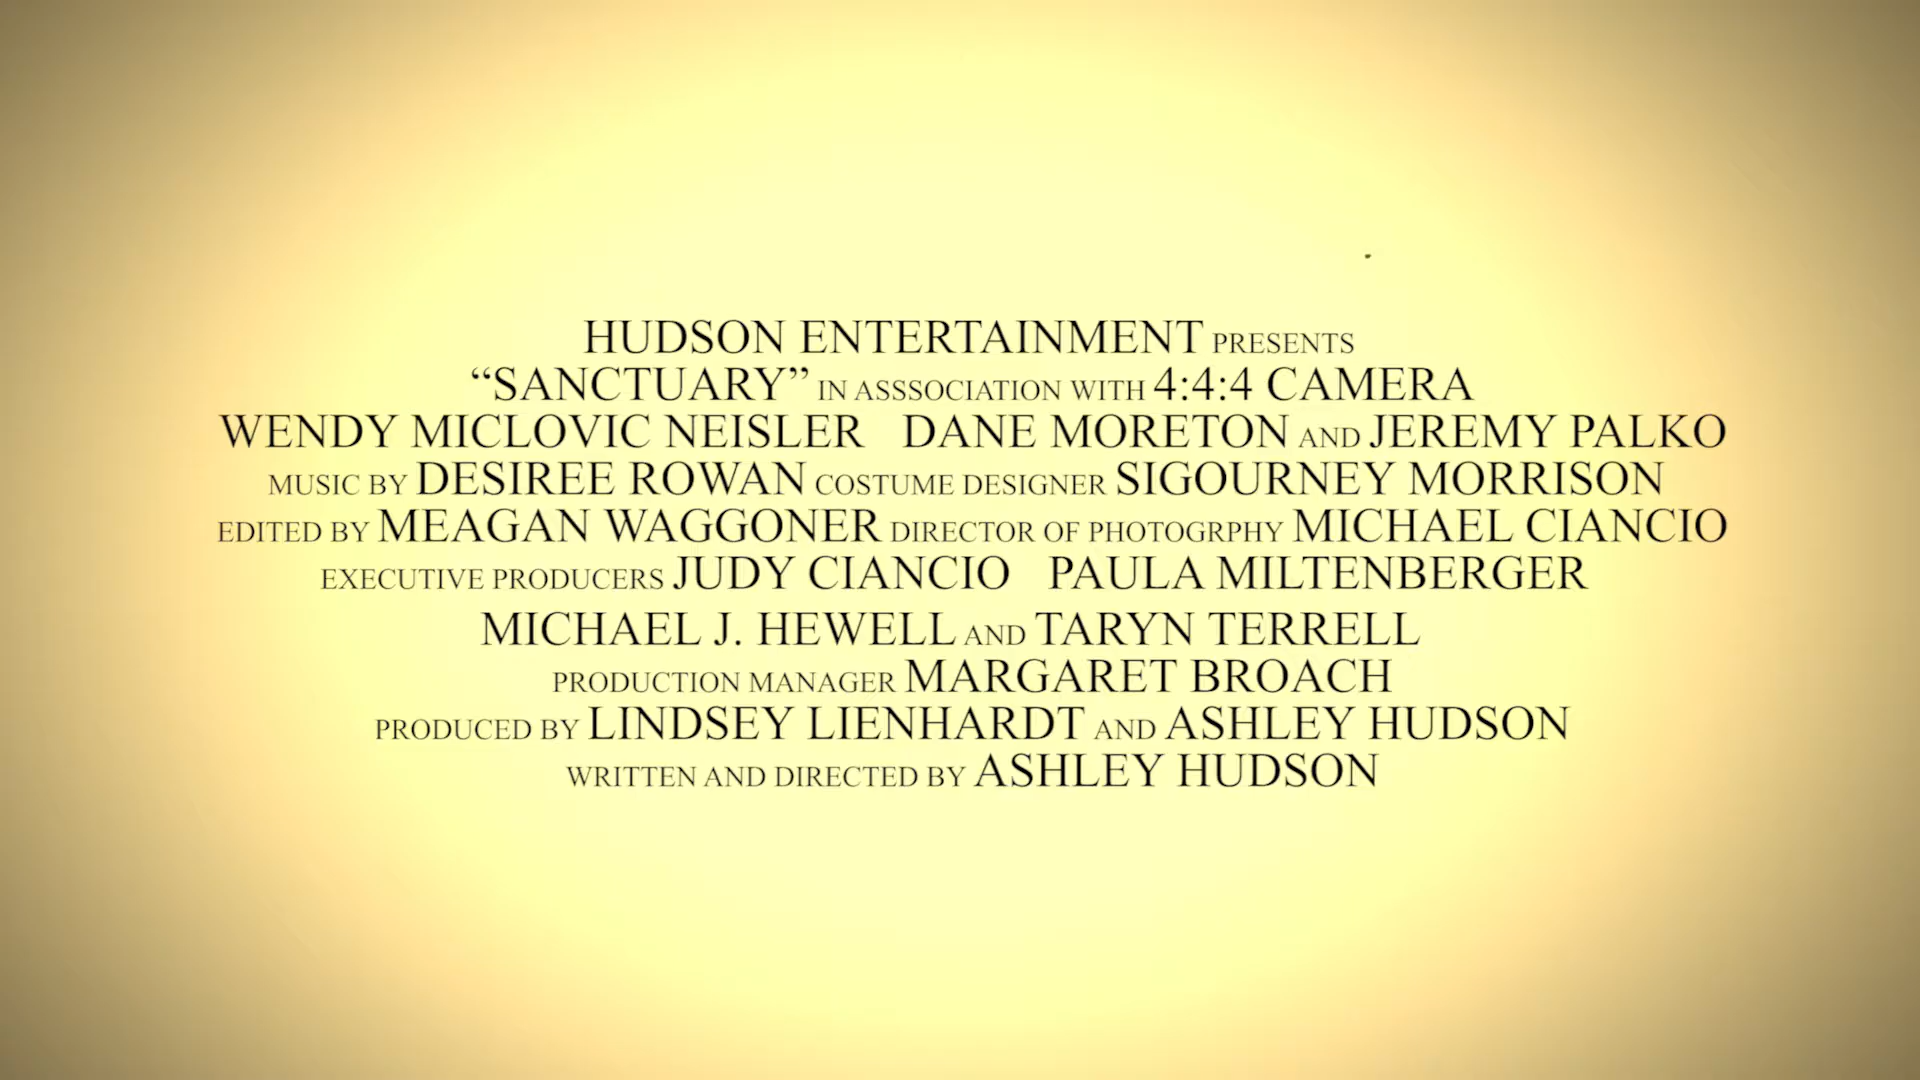 HUDSON ENTERTAINMENT PRESENTS
“SANCTUARY” IN ASSSOCIATION WITH 4:4:4 CAMERA
WENDY MICLOVIC NEISLER DANE MORETON AND JEREMY PALKO
MUSIC BY DESIREE ROWAN COSTUME DESIGNER SIGOURNEY MORRISON
EDITED BY MEAGAN WAGGONER DIRECTOR OF PHOTOGRPHY MICHAEL CIANCIO
EXECUTIVE PRODUCERS JUDY CIANCIO PAULA MILTENBERGER
MICHAEL J. HEWELL AND TARYN TERRELL
PRODUCTION MANAGER MARGARET BROACH
PRODUCED BY LINDSEY LIENHARDT AND ASHLEY HUDSON
WRITTEN AND DIRECTED BY ASHLEY HUDSON